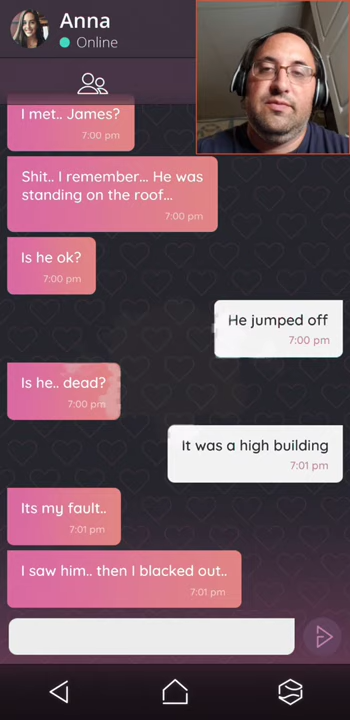 Anna
Online
I met.. James?
7:00 pm
Shit.. I remember... He was
standing on the roof...
7:00 pm
Is he ok?
7:00 pm
He jumped off
7:00 pm
Is he.. dead?
7:00 pm
It was a high building
7:01 pm
Its my fault..
7:01 pm
I saw him.. then I blacked out..
7:01 pm